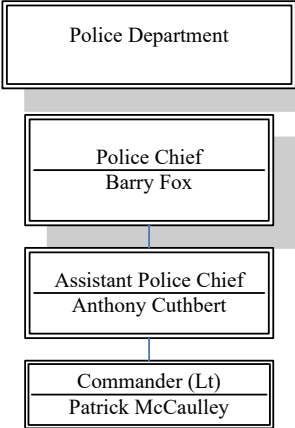 Police Department
Police Chief
Barry Fox
Assistant Police Chief
Anthony Cuthbert
Commander (Lt)
Patrick McCaulley